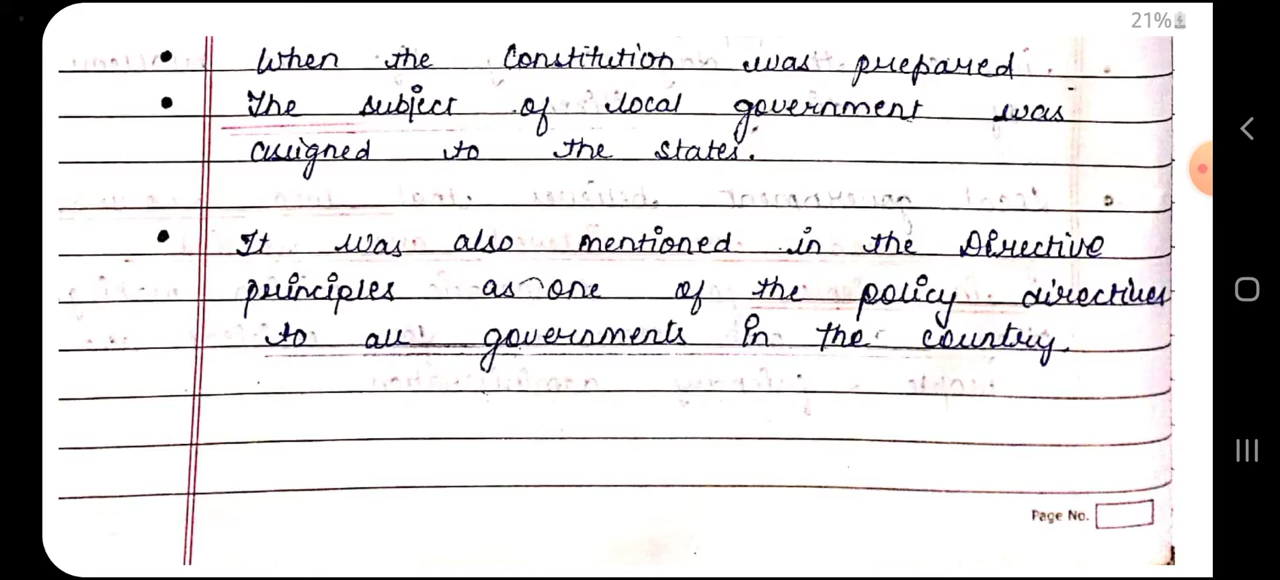 21%
• When the Constitution was prepared.
• The subject of local government was
assigned to the states.
• It was also mentioned in the Directive
principles as one of the policy directives
to all governments in the country.
Page No.